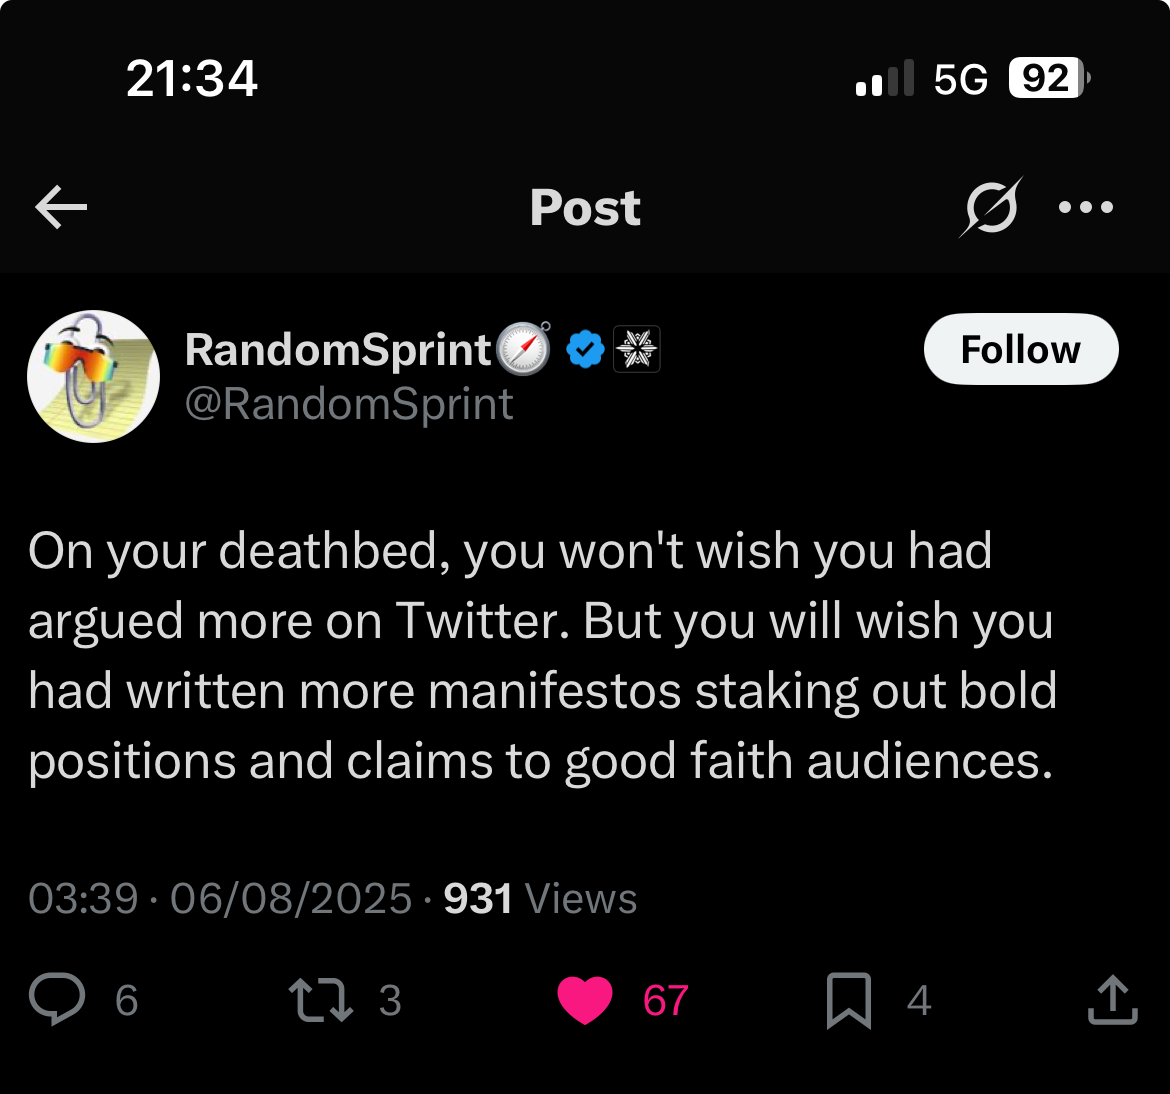 21:34
5G 92
Post
RandomSprint
Follow
@RandomSprint
On your deathbed, you won't wish you had
argued more on Twitter. But you will wish you
had written more manifestos staking out bold
positions and claims to good faith audiences.
03:39 · 06/08/2025 · 931 Views
6 3 67 4